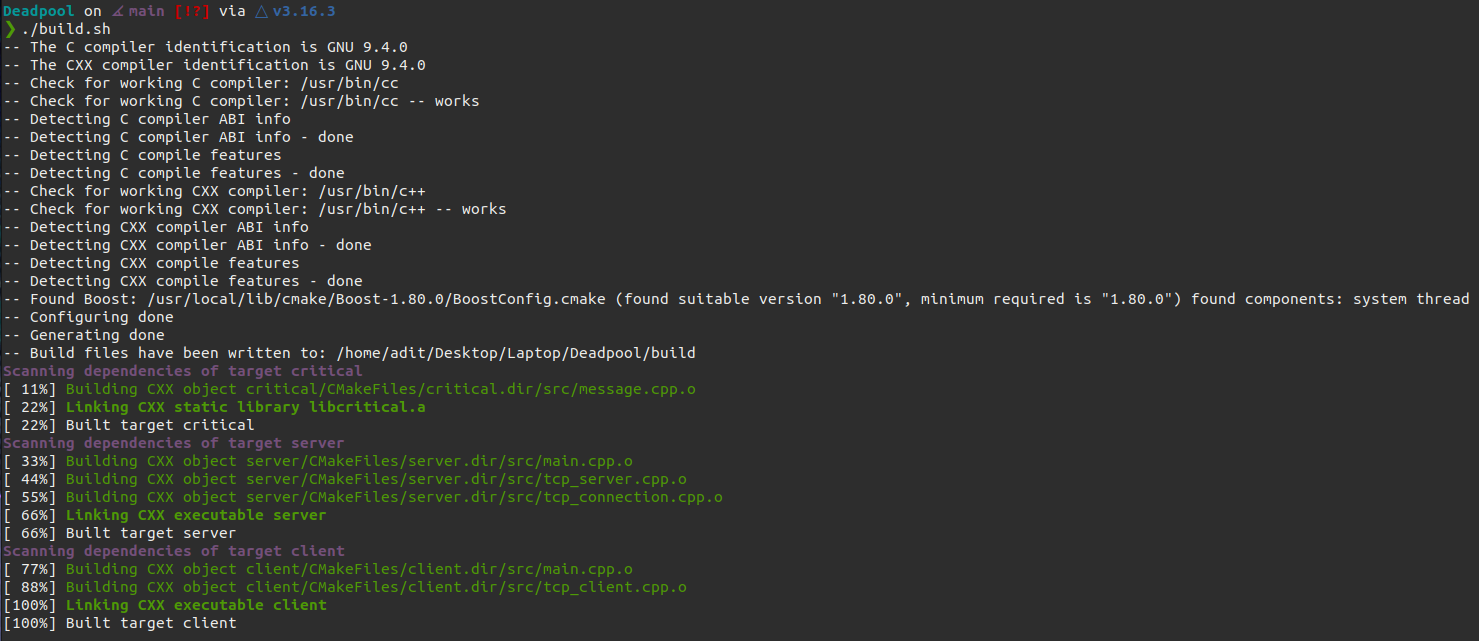 Deadpool on ∡ main [!?] via △ v3.16.3
❯ ./build.sh
-- The C compiler identification is GNU 9.4.0
-- The CXX compiler identification is GNU 9.4.0
-- Check for working C compiler: /usr/bin/cc
-- Check for working C compiler: /usr/bin/cc -- works
-- Detecting C compiler ABI info
-- Detecting C compiler ABI info - done
-- Detecting C compile features
-- Detecting C compile features - done
-- Check for working CXX compiler: /usr/bin/c++
-- Check for working CXX compiler: /usr/bin/c++ -- works
-- Detecting CXX compiler ABI info
-- Detecting CXX compiler ABI info - done
-- Detecting CXX compile features
-- Detecting CXX compile features - done
-- Found Boost: /usr/local/lib/cmake/Boost-1.80.0/BoostConfig.cmake (found suitable version "1.80.0", minimum required is "1.80.0") found components: system thread
-- Configuring done
-- Generating done
-- Build files have been written to: /home/adit/Desktop/Laptop/Deadpool/build
Scanning dependencies of target critical
[ 11%] Building CXX object critical/CMakeFiles/critical.dir/src/message.cpp.o
[ 22%] Linking CXX static library libcritical.a
[ 22%] Built target critical
Scanning dependencies of target server
[ 33%] Building CXX object server/CMakeFiles/server.dir/src/main.cpp.o
[ 44%] Building CXX object server/CMakeFiles/server.dir/src/tcp_server.cpp.o
[ 55%] Building CXX object server/CMakeFiles/server.dir/src/tcp_connection.cpp.o
[ 66%] Linking CXX executable server
[ 66%] Built target server
Scanning dependencies of target client
[ 77%] Building CXX object client/CMakeFiles/client.dir/src/main.cpp.o
[ 88%] Building CXX object client/CMakeFiles/client.dir/src/tcp_client.cpp.o
[100%] Linking CXX executable client
[100%] Built target client